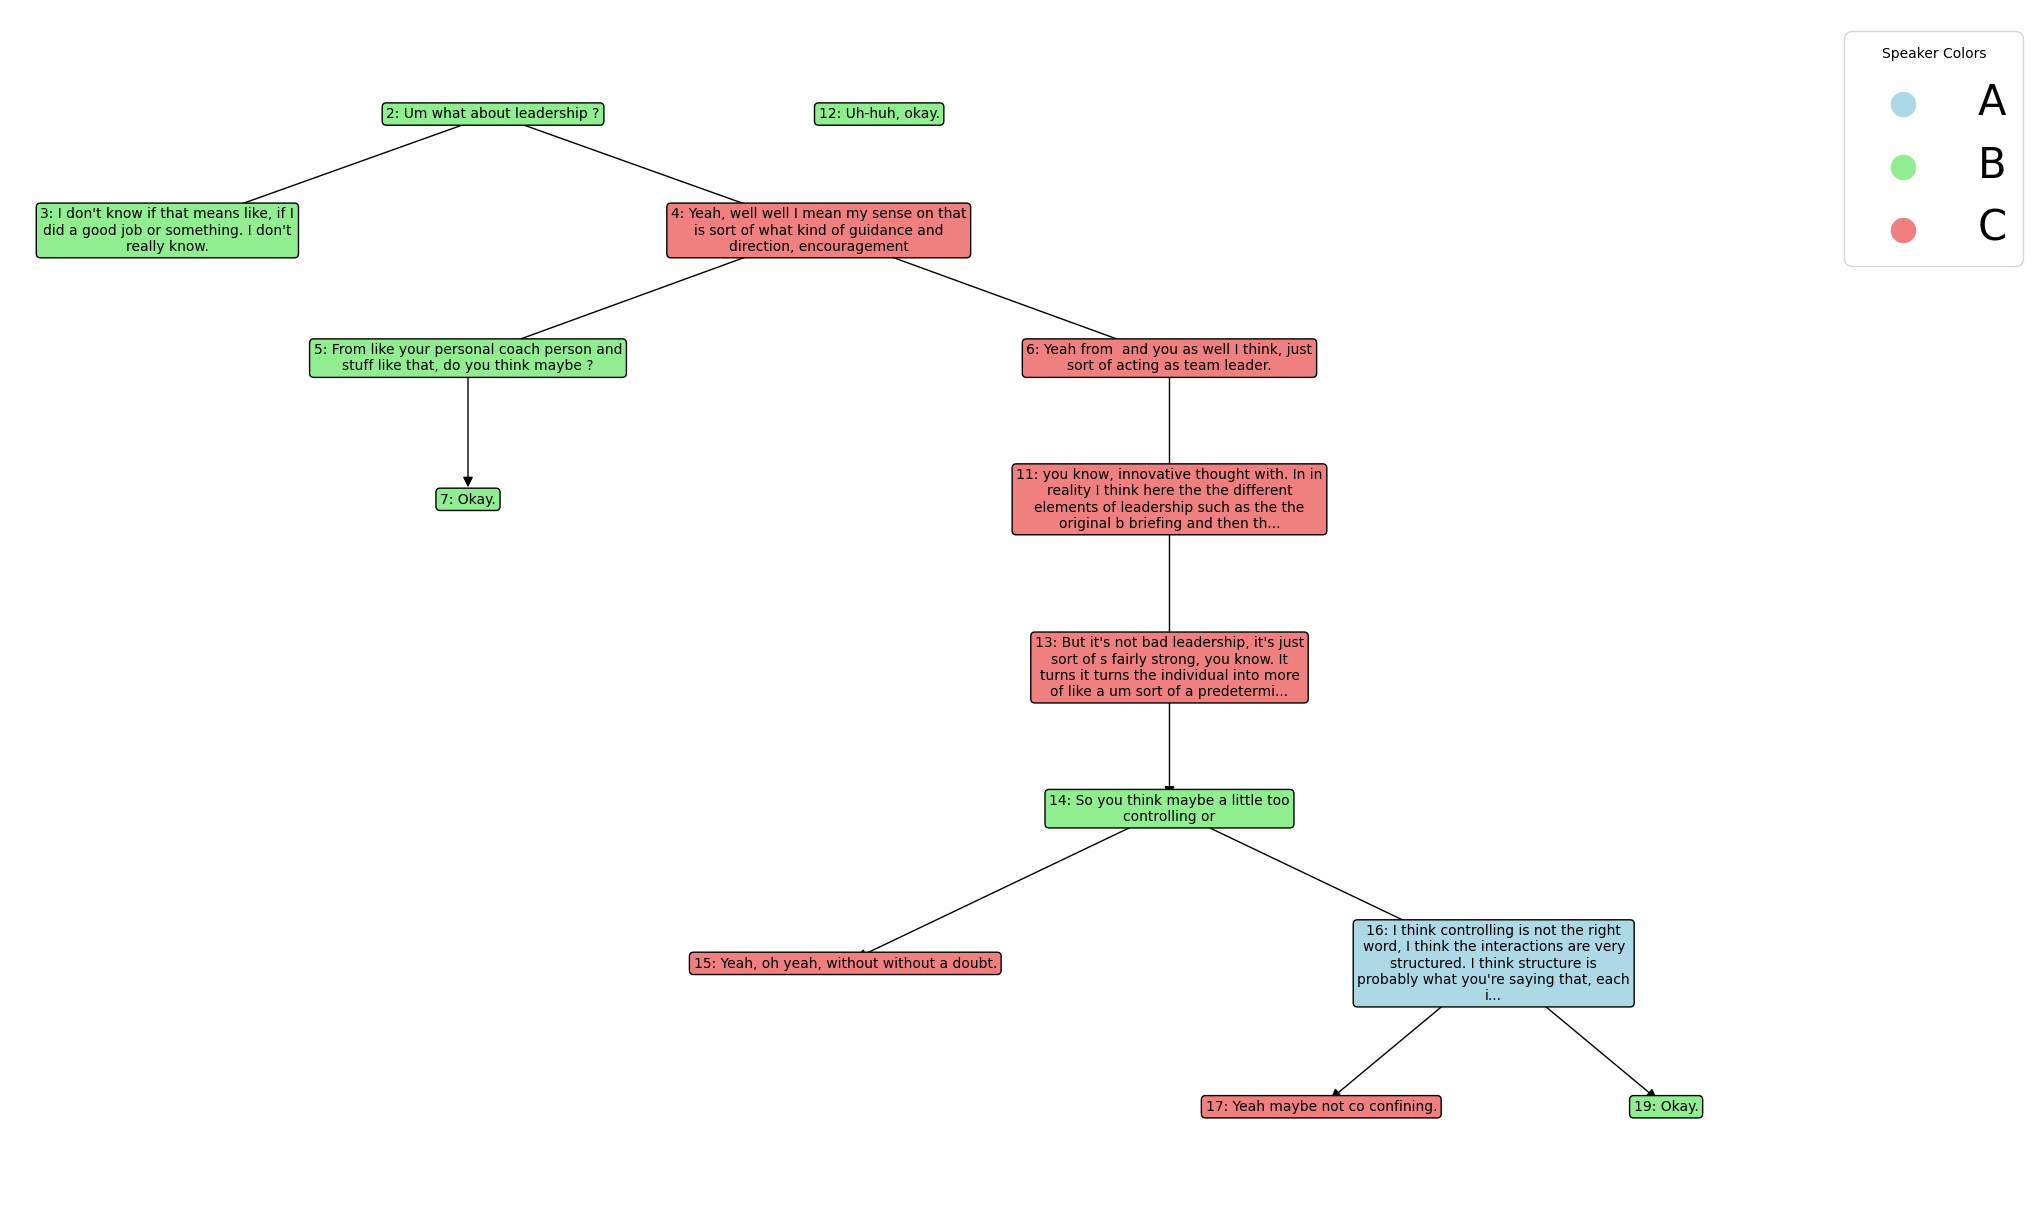 Speaker Colors
A
B
C
2: Um what about leadership ?
12: Uh-huh, okay.
3: I don't know if that means like, if I
did a good job or something. I don't
really know.
4: Yeah, well well I mean my sense on that
is sort of what kind of guidance and
direction, encouragement
5: From like your personal coach person and
stuff like that, do you think maybe ?
6: Yeah from  and you as well I think, just
sort of acting as team leader.
7: Okay.
11: you know, innovative thought with. In in
reality I think here the the different
elements of leadership such as the the
original b briefing and then th...
13: But it's not bad leadership, it's just
sort of s fairly strong, you know. It
turns it turns the individual into more
of like a um sort of a predetermi...
14: So you think maybe a little too
controlling or
15: Yeah, oh yeah, without without a doubt.
16: I think controlling is not the right
word, I think the interactions are very
structured. I think structure is
probably what you're saying that, each
i...
17: Yeah maybe not co confining.
19: Okay.